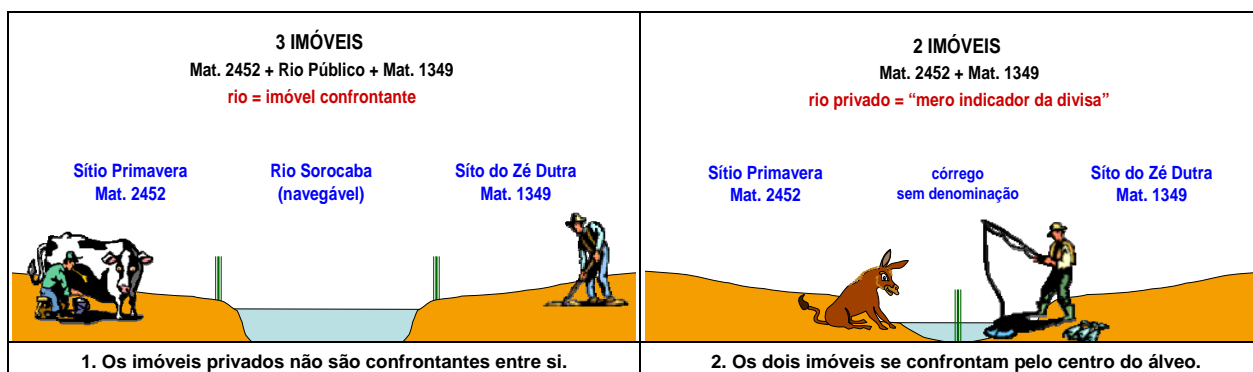 3 IMÓVEIS
Mat. 2452 + Rio Público + Mat. 1349
rio = imóvel confrontante
Sítio Primavera
Mat. 2452
Rio Sorocaba
(navegável)
Síto do Zé Dutra
Mat. 1349
1. Os imóveis privados não são confrontantes entre si.
2 IMÓVEIS
Mat. 2452 + Mat. 1349
rio privado = “mero indicador da divisa”
Sítio Primavera
Mat. 2452
córrego
sem denominação
Síto do Zé Dutra
Mat. 1349
2. Os dois imóveis se confrontam pelo centro do álveo.